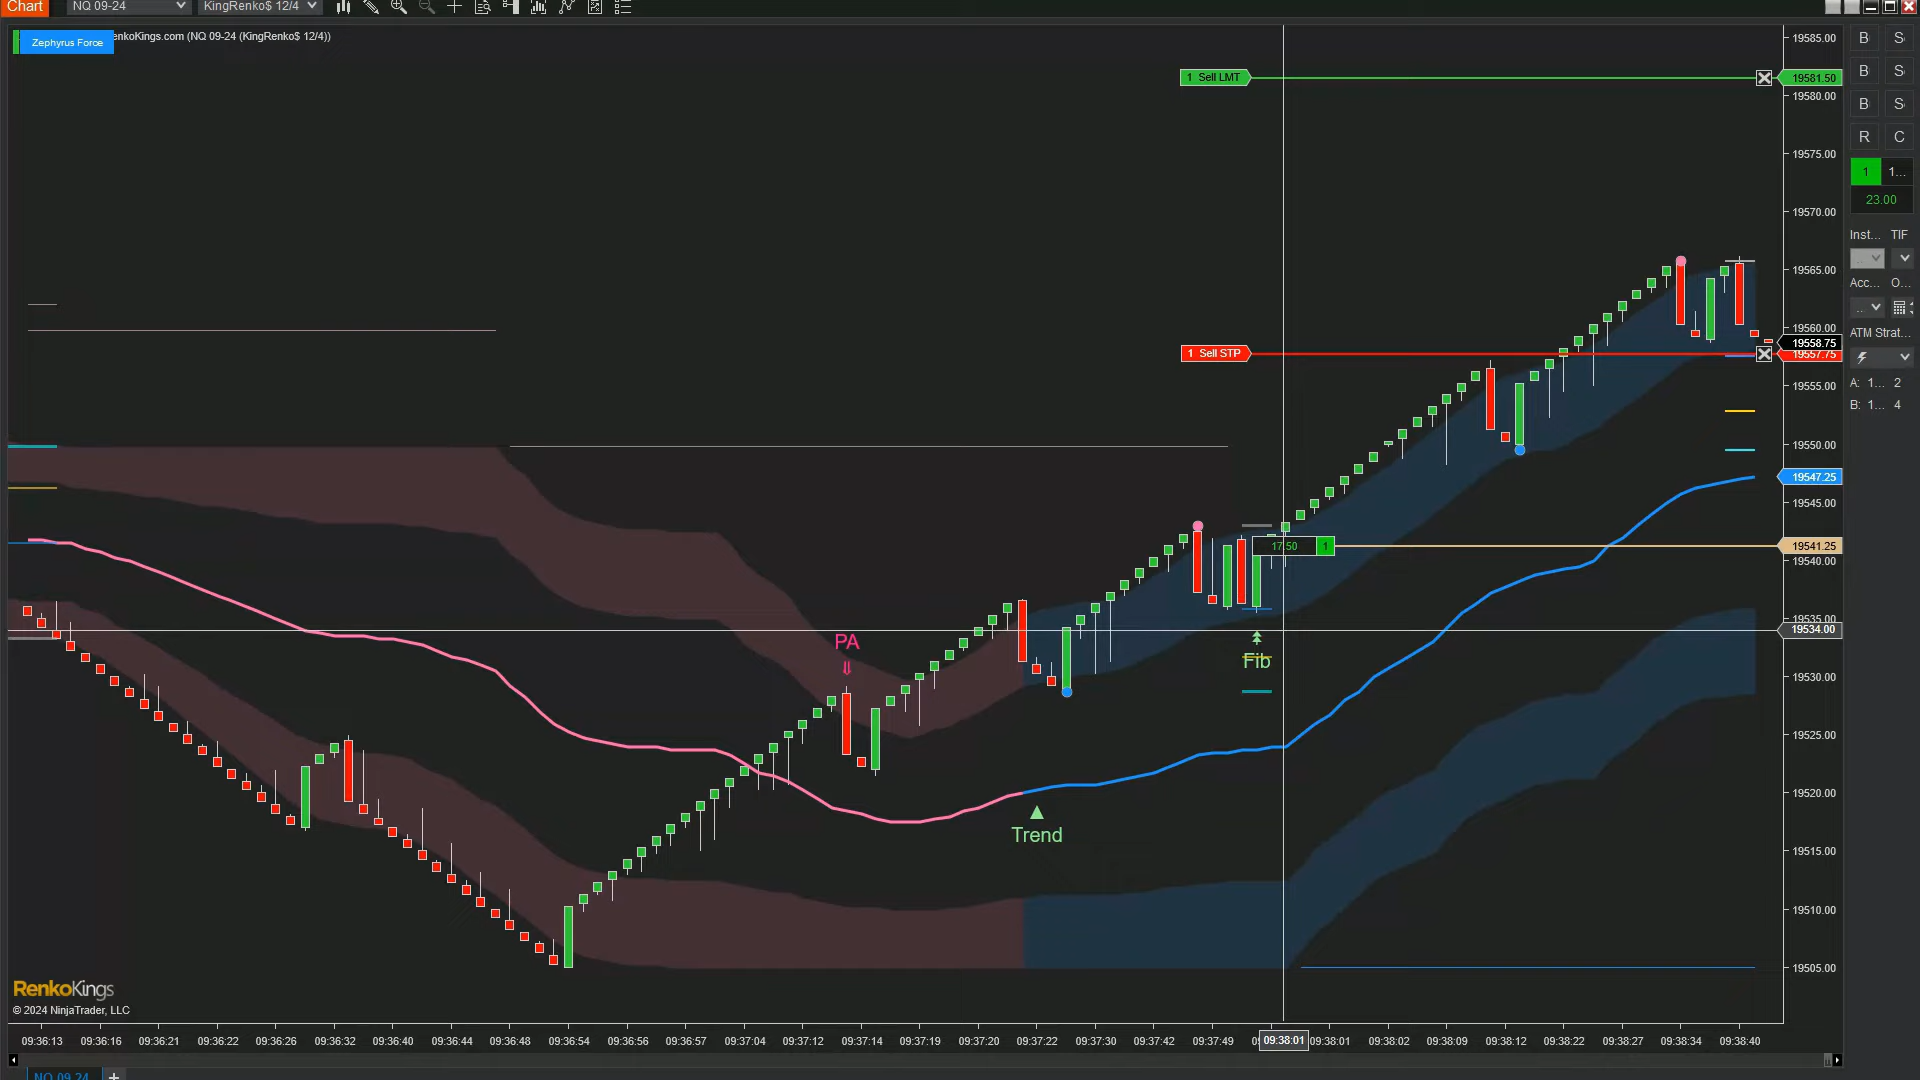 Chart
NQ 09-24
KingRenko$ 12/4
Zephyrus Force
enkoKings.com (NQ 09-24 (KingRenko$ 12/4))
1 Sell LMT
1 Sell STP
17.50 1
PA
⇓
Trend
Fib
19585.00
19581.50
19580.00
19575.00
19570.00
19565.00
19560.00
19558.75
19557.75
19555.00
19550.00
19547.25
19545.00
19541.25
19540.00
19535.00
19534.00
19530.00
19525.00
19520.00
19515.00
19510.00
19505.00
B S
B S
B S
R C
1 1...
23.00
Inst... TIF
...
Acc... O...
...
ATM Strat...
A: 1... 2
B: 1... 4
RenkoKings
© 2024 NinjaTrader, LLC
09:36:13 09:36:16 09:36:21 09:36:22 09:36:26 09:36:32 09:36:40 09:36:44 09:36:48 09:36:54 09:36:56 09:36:57 09:37:04 09:37:12 09:37:14 09:37:19 09:37:20 09:37:22 09:37:30 09:37:42 09:37:49 09:38:01 09:38:01 09:38:02 09:38:09 09:38:12 09:38:22 09:38:27 09:38:34 09:38:40
NQ 09-24 +